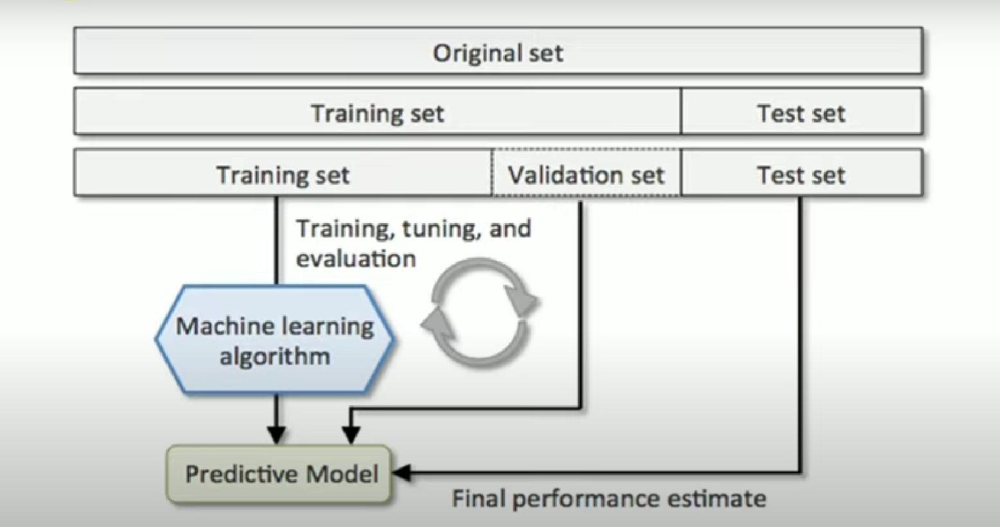 Original set
Training set
Test set
Training set
Validation set
Test set
Training, tuning, and
evaluation
Machine learning
algorithm
Predictive Model
Final performance estimate